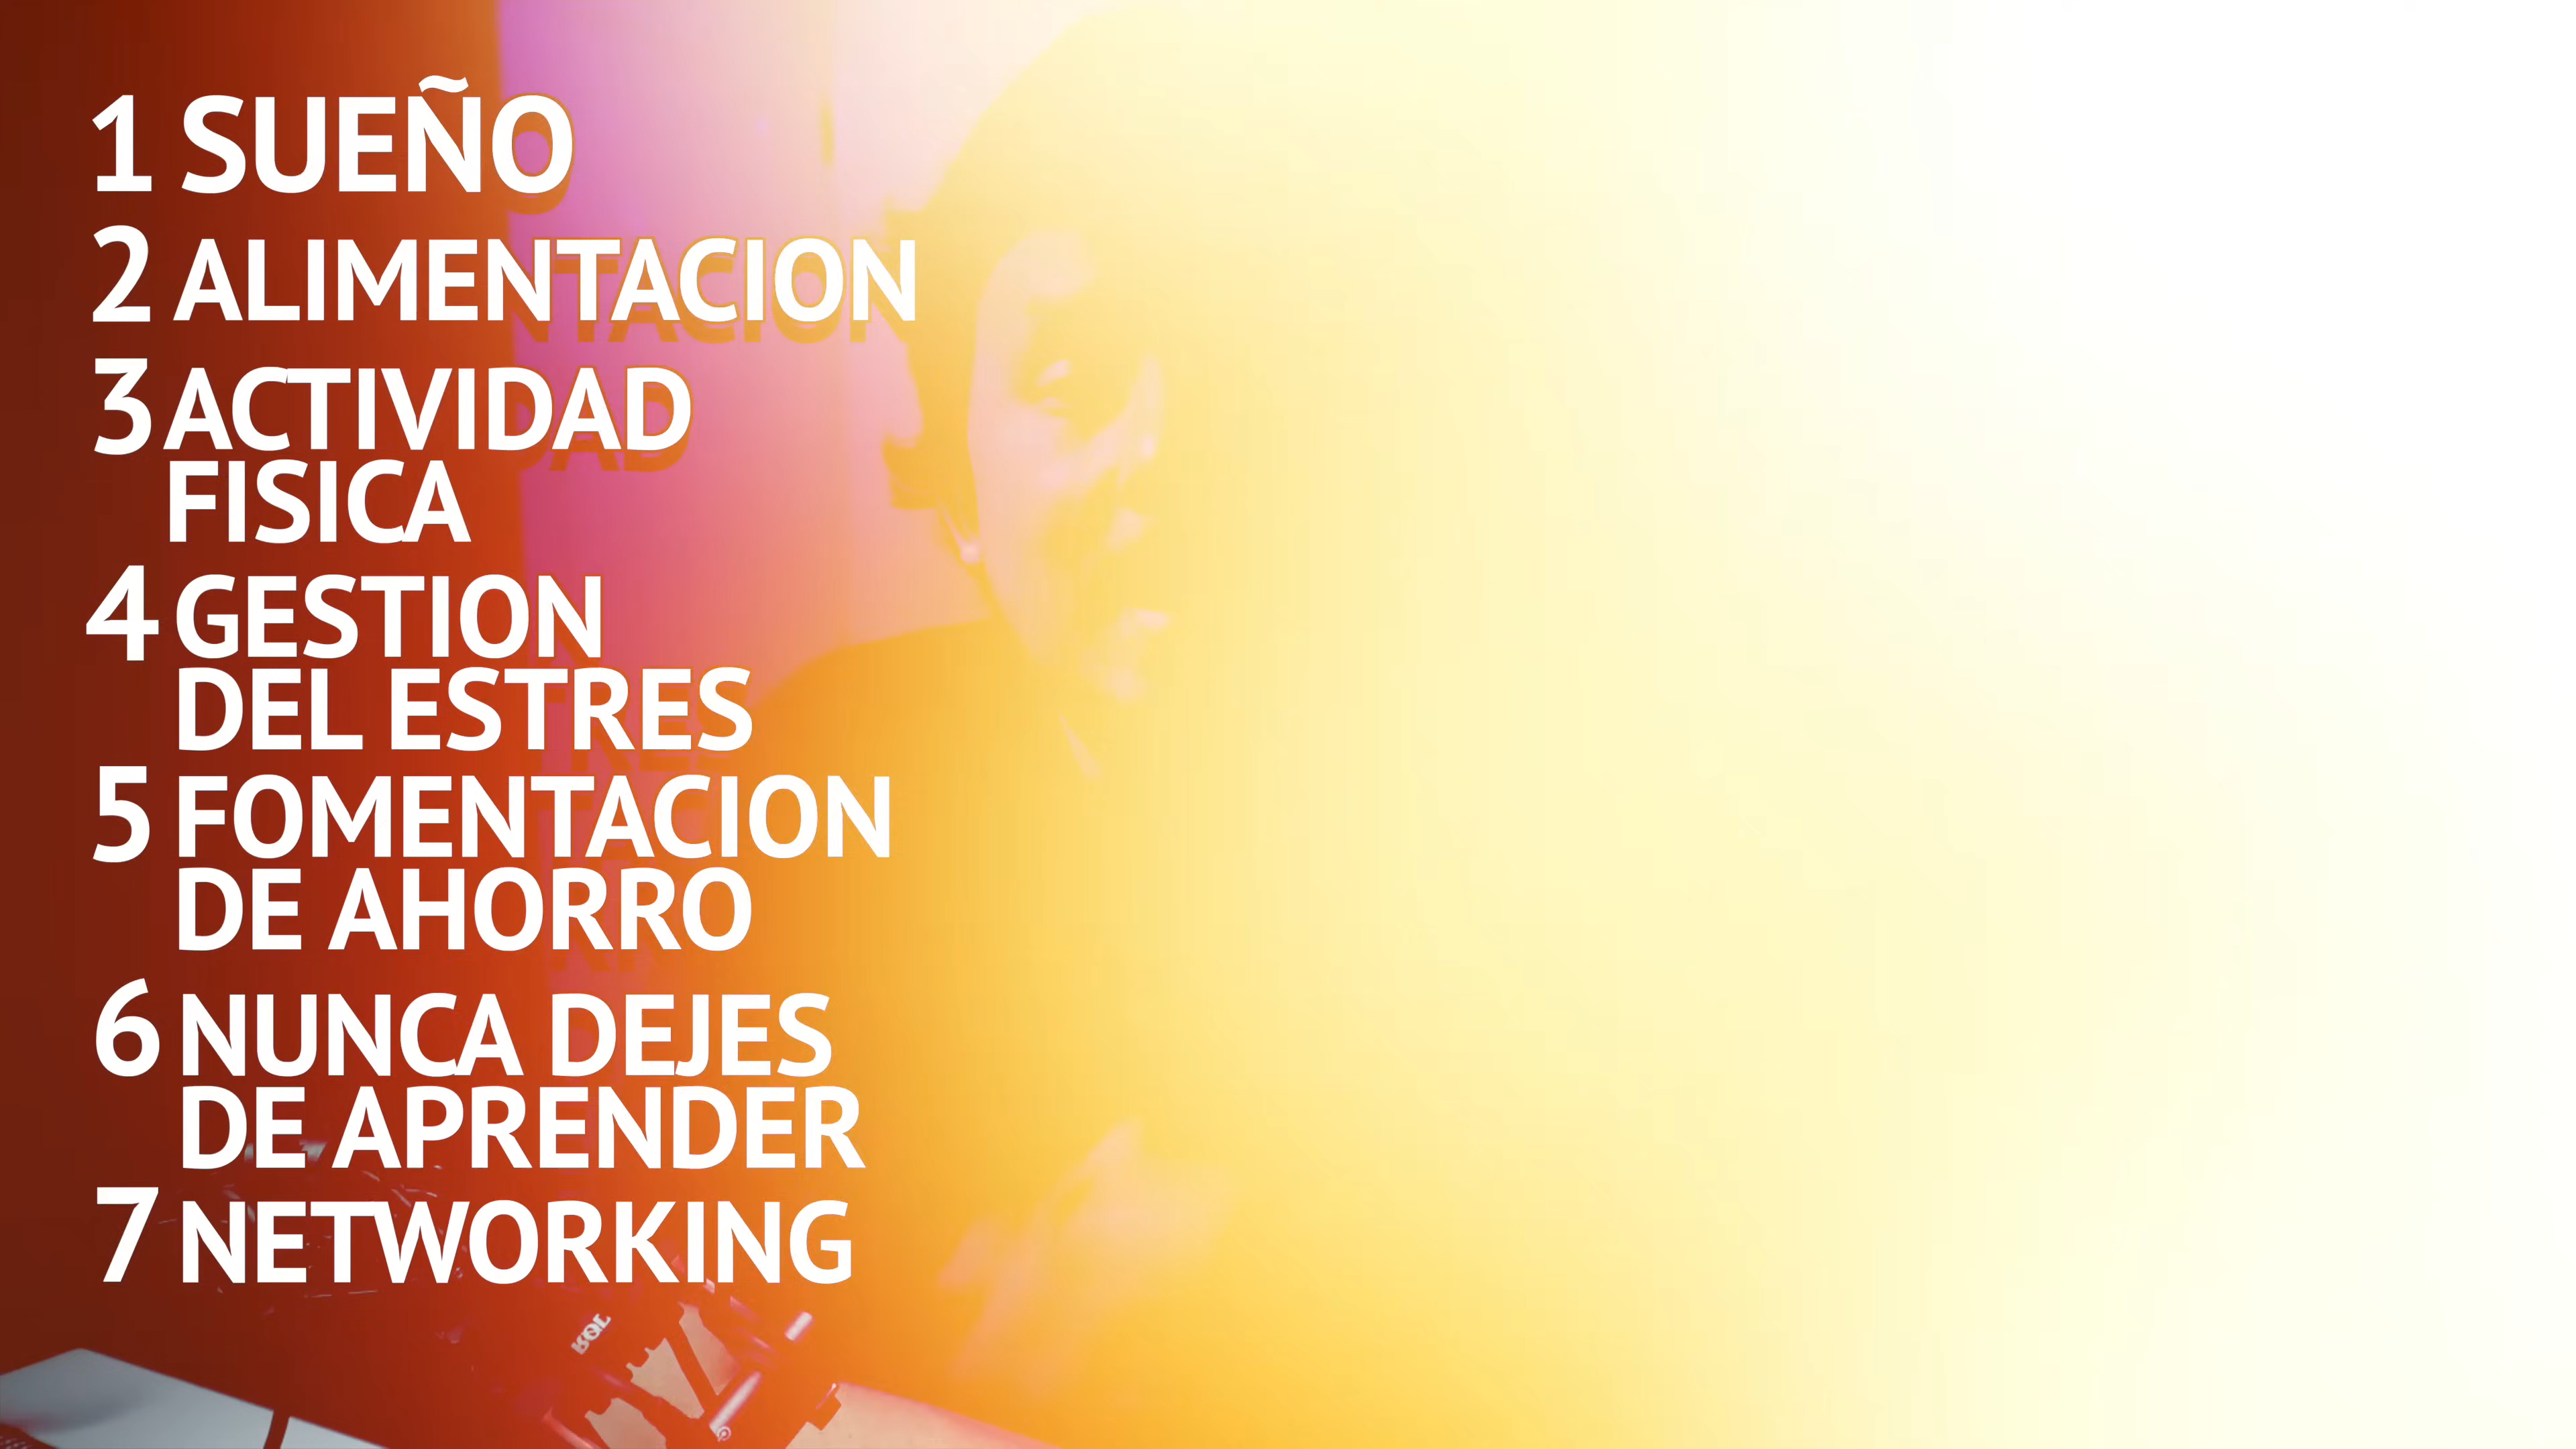 1 SUEÑO
2 ALIMENTACION
3 ACTIVIDAD
FISICA
4 GESTION
DEL ESTRES
5 FOMENTACION
DE AHORRO
6 NUNCA DEJES
DE APRENDER
7 NETWORKING